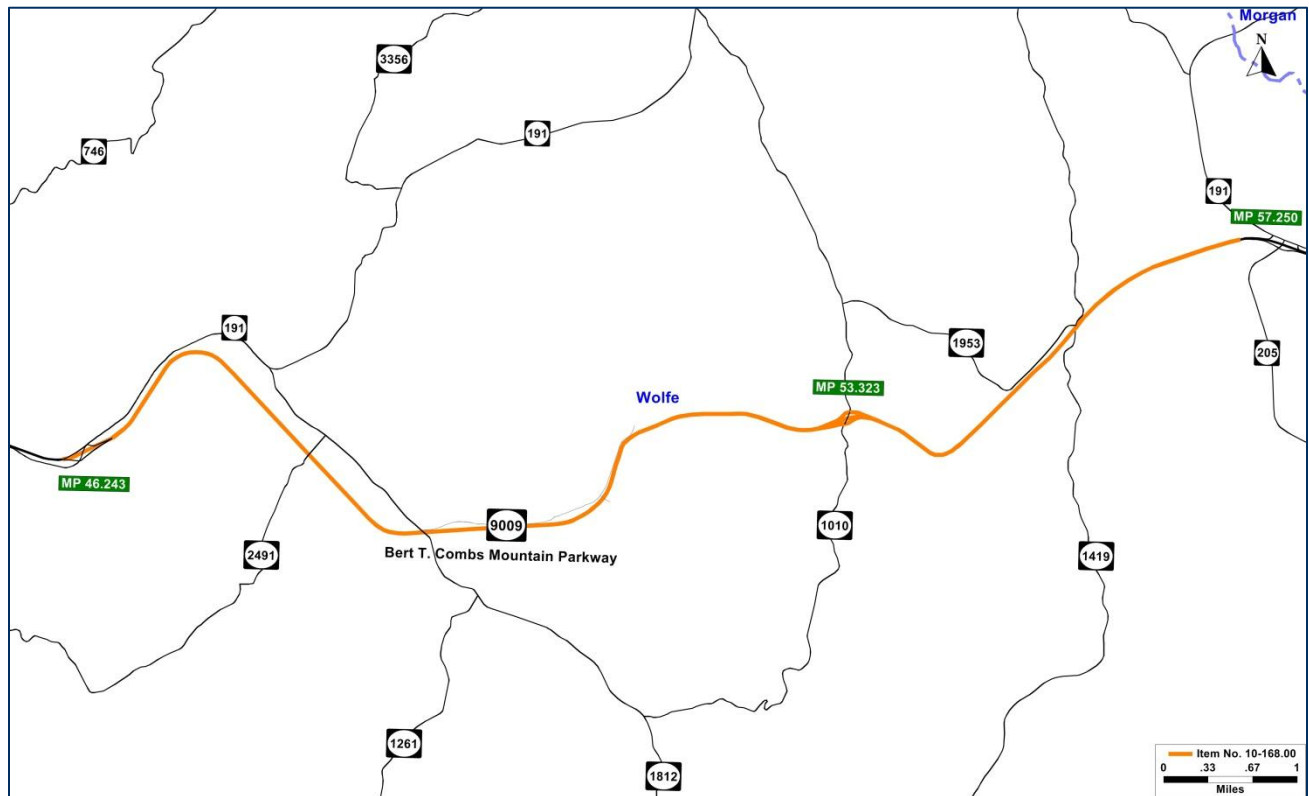 Morgan
N
3356
191
746
191
MP 57.250
191
1953
205
MP 53.323
Wolfe
MP 46.243
9009
1010
Bert T. Combs Mountain Parkway
2491
1419
1261
1812
Item No. 10-168.00
0 .33 .67 1
Miles